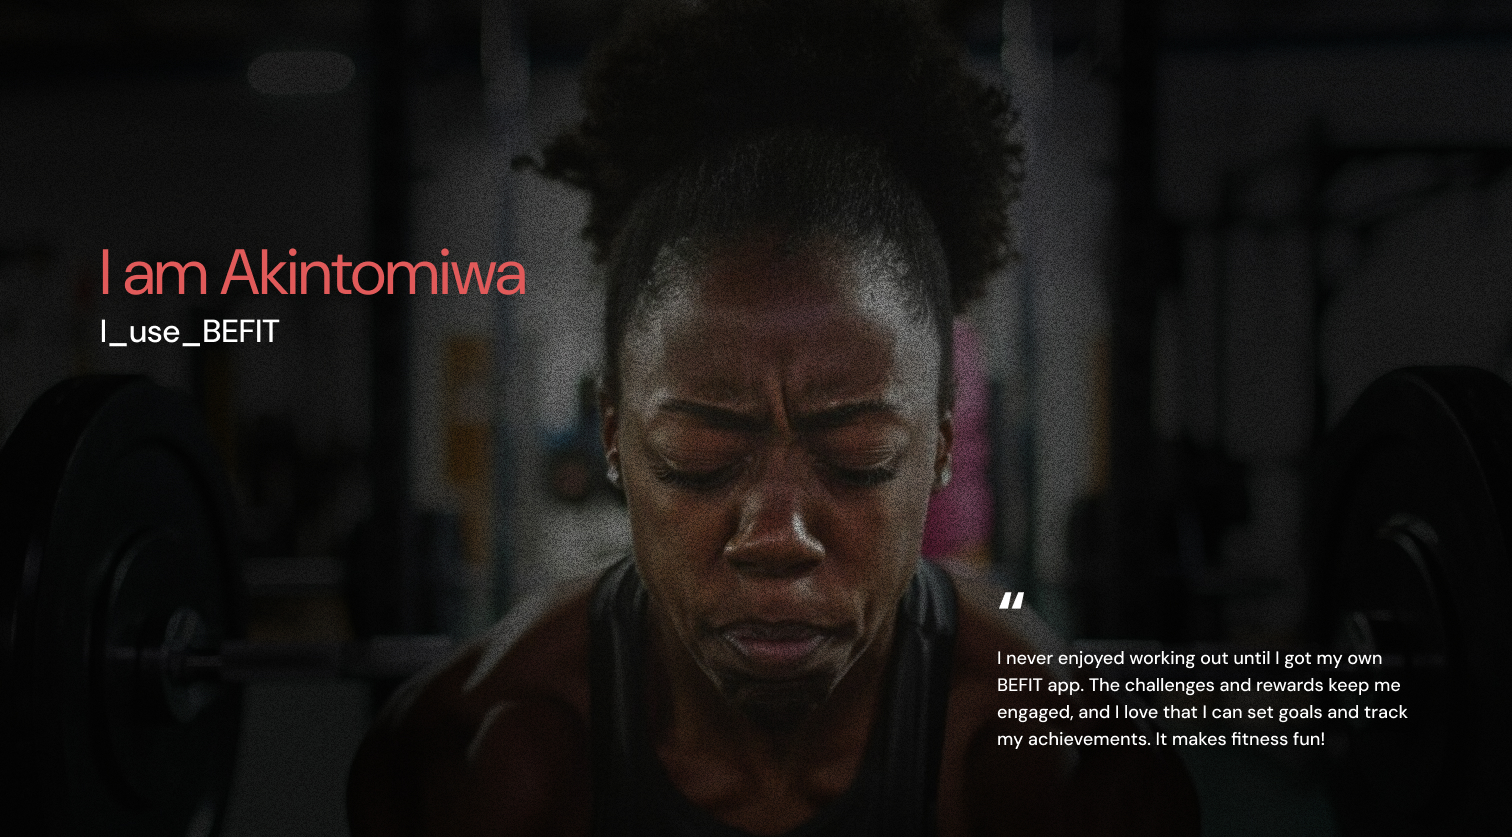 I am Akintomiwa
I_use_BEFIT
“
I never enjoyed working out until I got my own
BEFIT app. The challenges and rewards keep me
engaged, and I love that I can set goals and track
my achievements. It makes fitness fun!